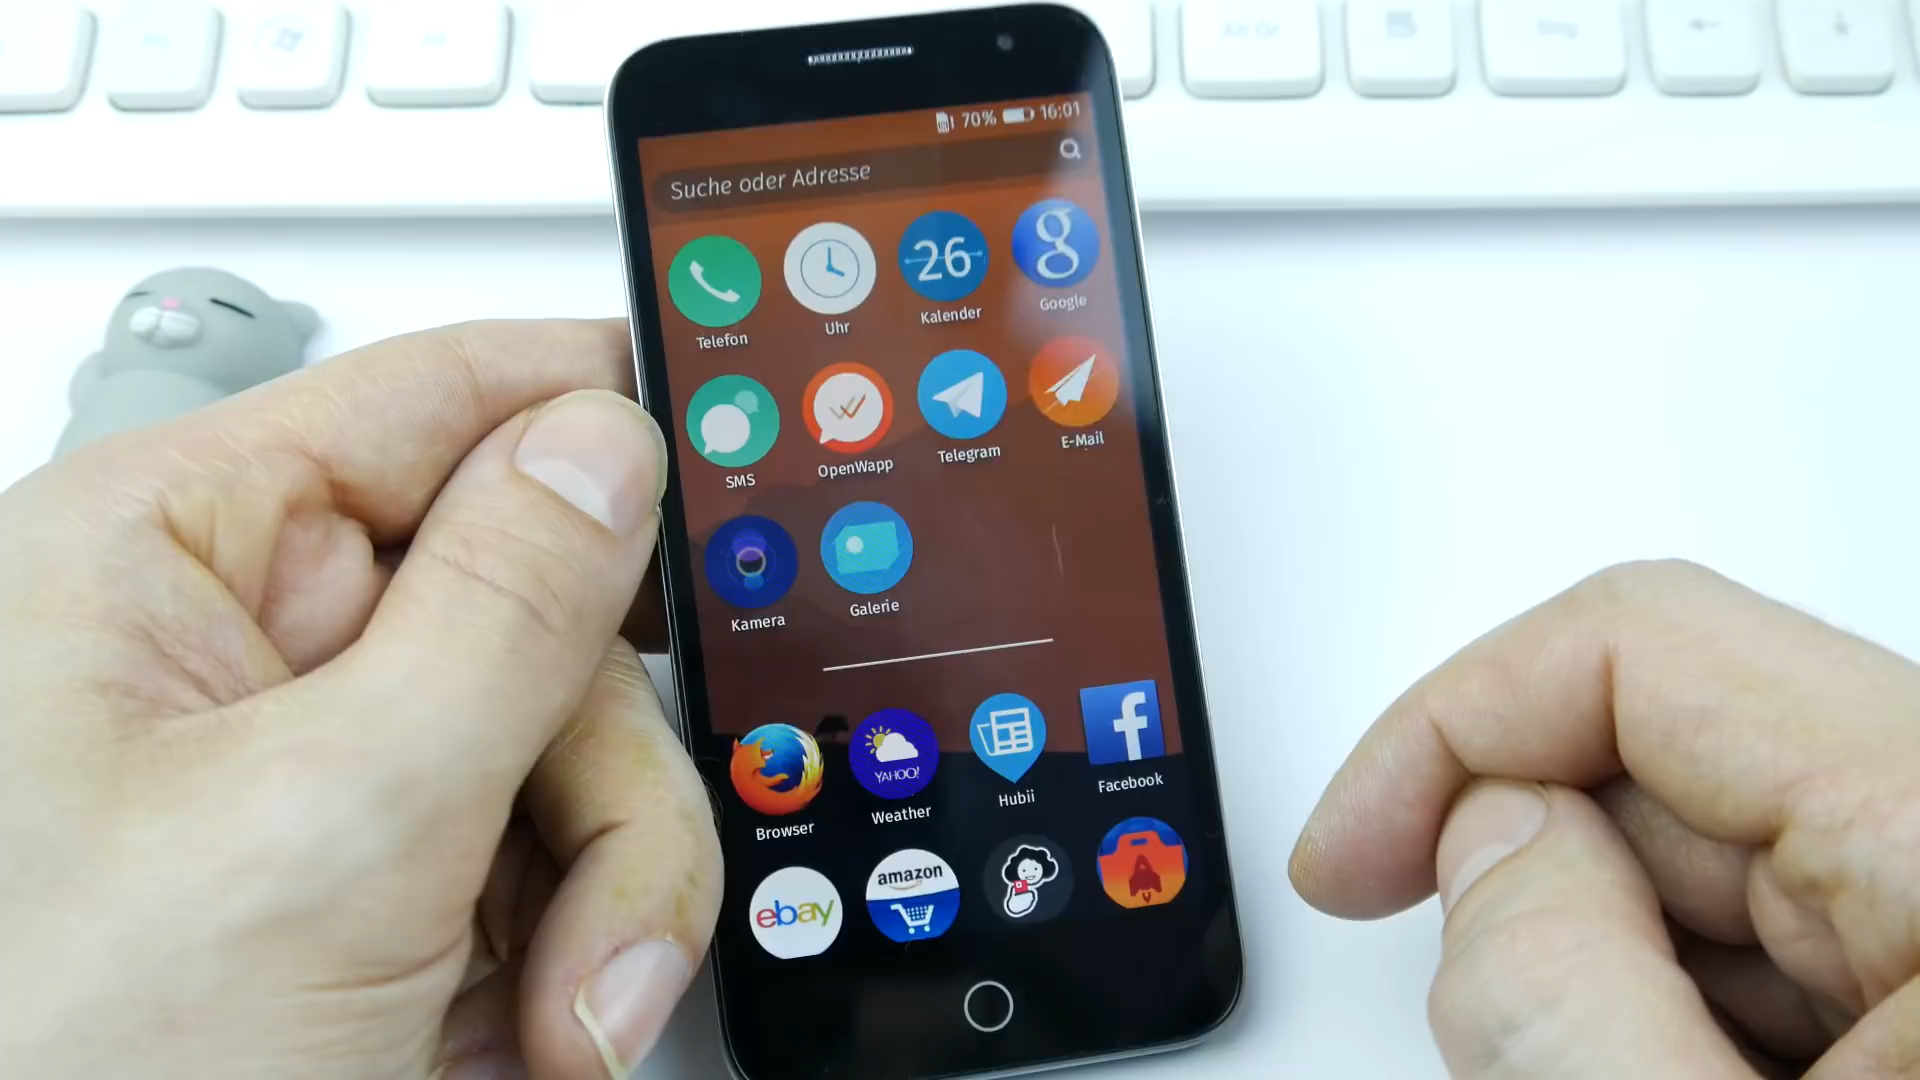 70% 16:01
Suche oder Adresse
26
g
Telefon Uhr Kalender Google
SMS OpenWapp Telegram E-Mail
Kamera Galerie
YAHOO!
f
Browser Weather Hubii Facebook
ebay amazon